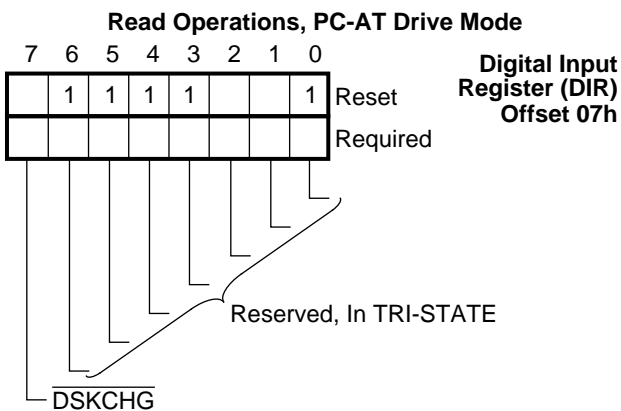 Read Operations, PC-AT Drive Mode
7 6 5 4 3 2 1 0
Digital Input
Register (DIR)
Offset 07h
1 1 1 1 1 Reset
Required
Reserved, In TRI-STATE
DSKCHG